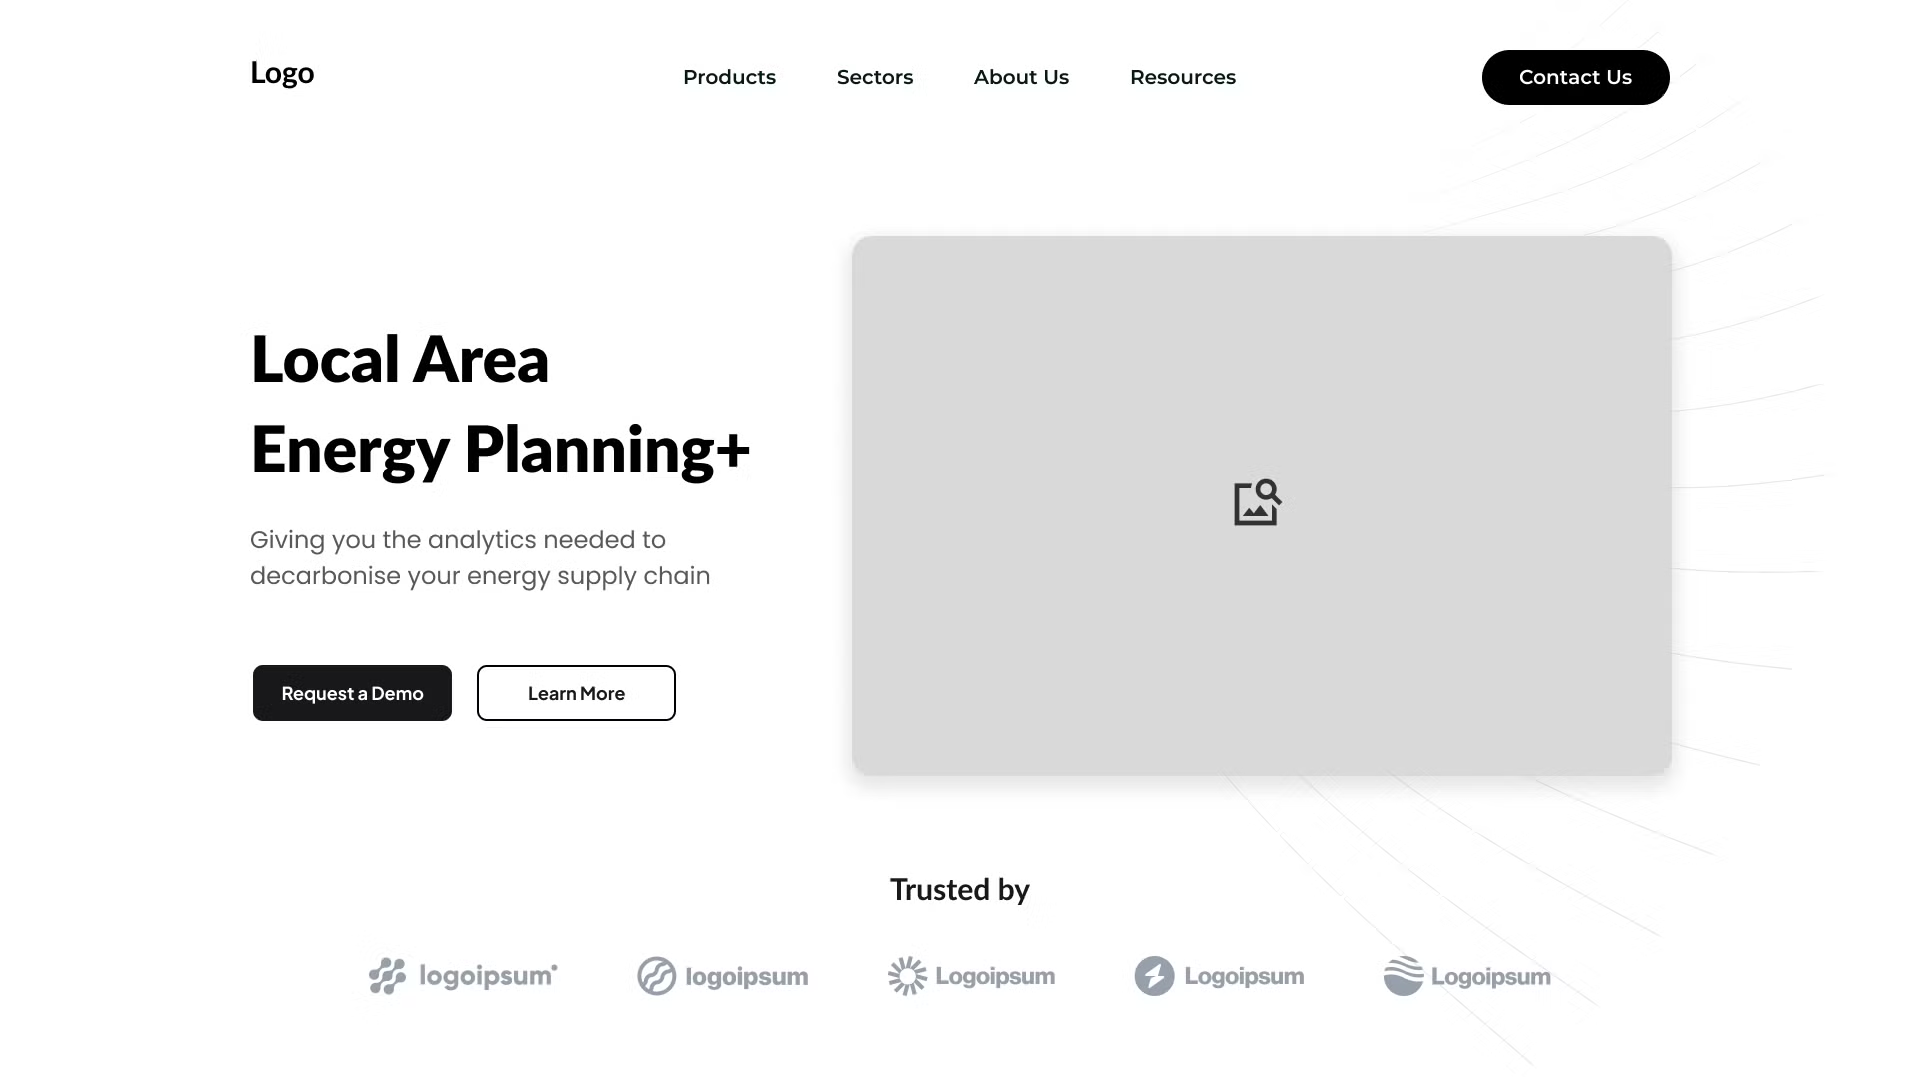 Logo
Products
Sectors
About Us
Resources
Contact Us
Local Area
Energy Planning+
Giving you the analytics needed to
decarbonise your energy supply chain
Request a Demo
Learn More
Trusted by
logoipsum
logoipsum
Logoipsum
Logoipsum
Logoipsum